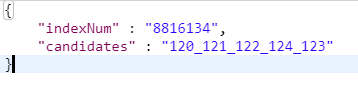 {
"indexNum" : "8816134",
"candidates" : "120_121_122_124_123"
}